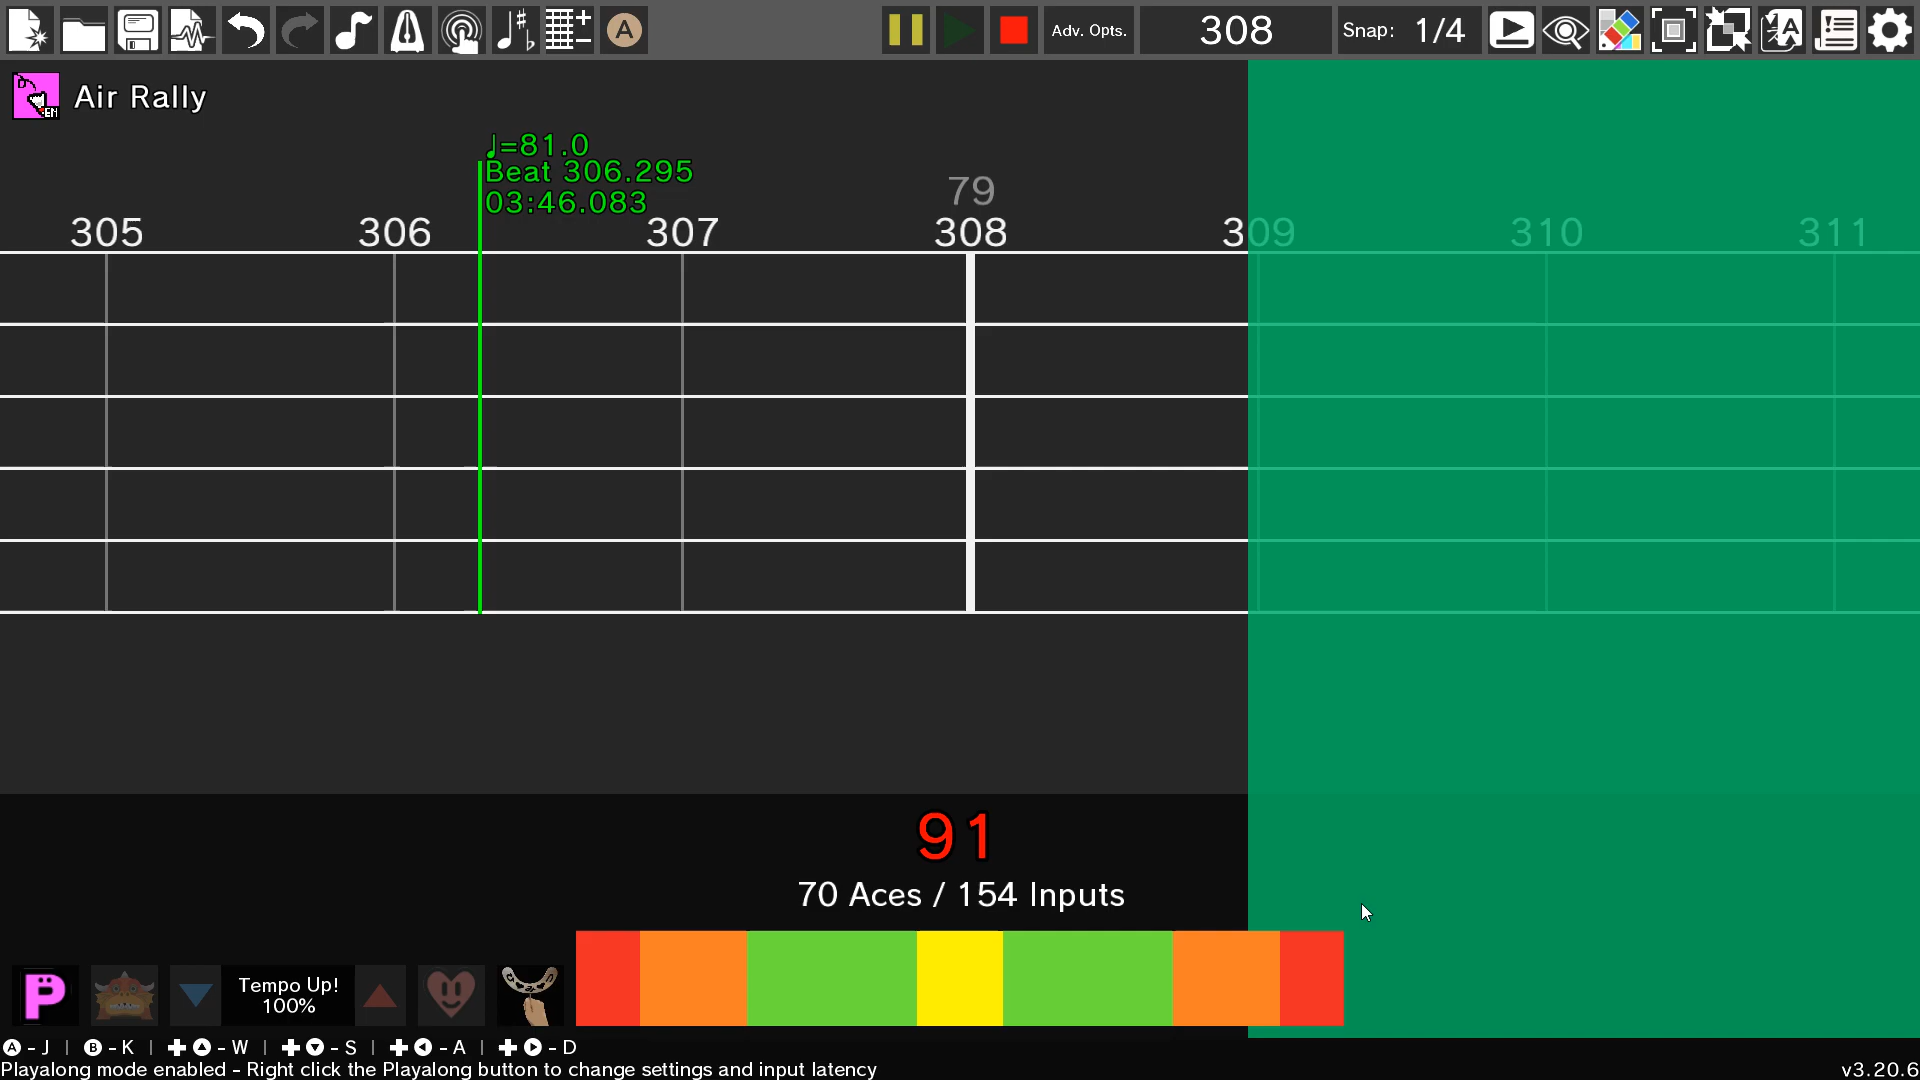 Adv. Opts.
308
Snap: 1/4
A
D
EN
Air Rally
♩=81.0
Beat 306.295
03:46.083
79
305
306
307
308
309
310
311
91
70 Aces / 154 Inputs
P
Tempo Up!
100%
A - J | B - K | ✚▲ - W | ✚▼ - S | ✚◀ - A | ✚▶ - D
Playalong mode enabled - Right click the Playalong button to change settings and input latency
v3.20.6